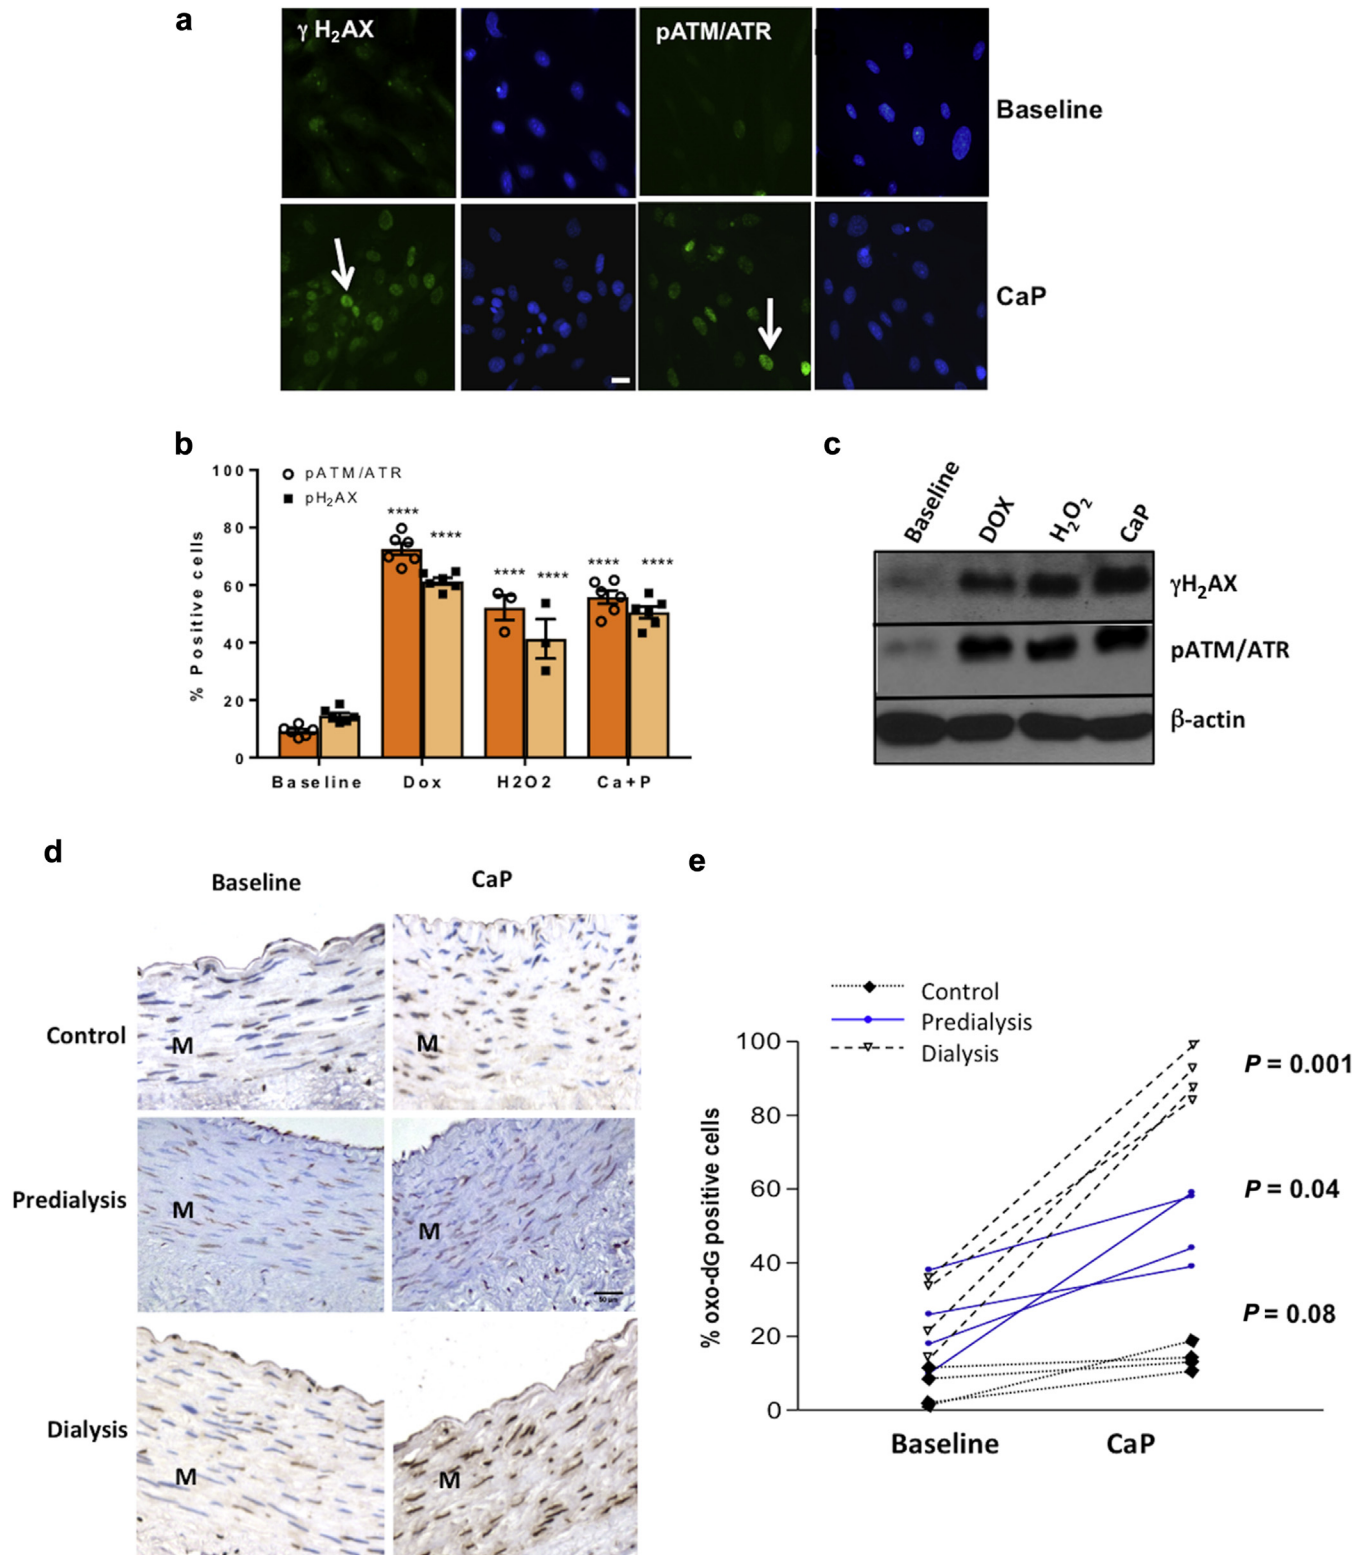 a
γ H2AX
pATM/ATR
Baseline
CaP
b
c
100
80
60
40
20
0
% Positive cells
pATM/ATR
pH2AX
**** ****
**** ****
**** ****
Baseline Dox H2O2 Ca+P
Baseline
DOX
H2O2
CaP
γH2AX
pATM/ATR
β-actin
d
Baseline CaP
Control
M M
Predialysis
M M
50 μm
Dialysis
M M
e
Control
Predialysis
Dialysis
100
80
60
40
20
0
% oxo-dG positive cells
P = 0.001
P = 0.04
P = 0.08
Baseline CaP